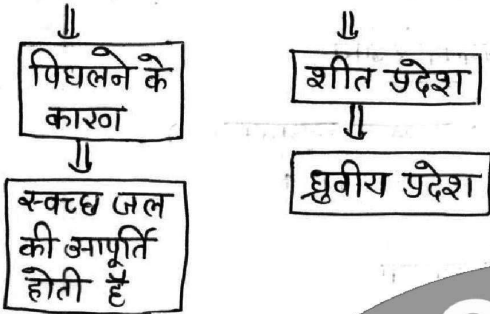 पिघलने के
कारण
स्वच्छ जल
की आपूर्ति
होती है
शीत प्रदेश
ध्रुवीय प्रदेश